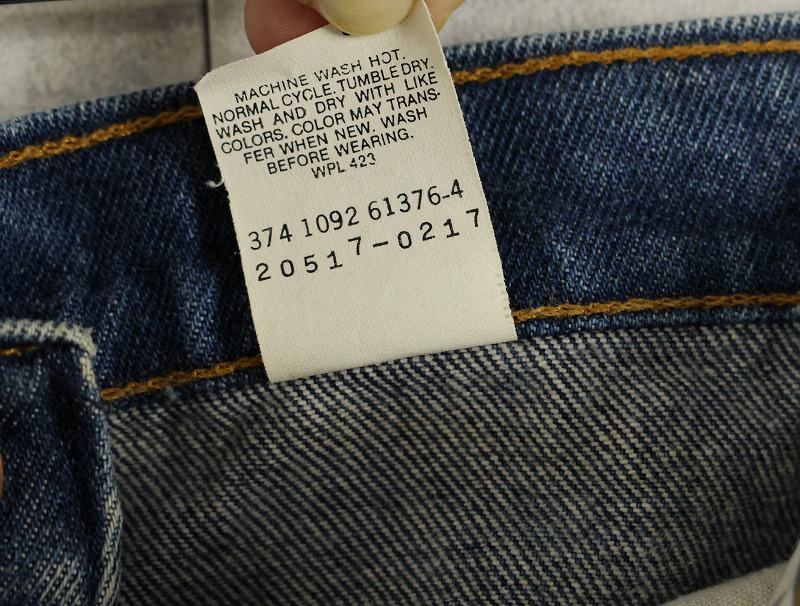 MACHINE WASH HOT.
NORMAL CYCLE. TUMBLE DRY.
WASH AND DRY WITH LIKE
COLORS. COLOR MAY TRANS-
FER WHEN NEW. WASH
BEFORE WEARING.
WPL 423
374 1092 61376-4
20517-0217